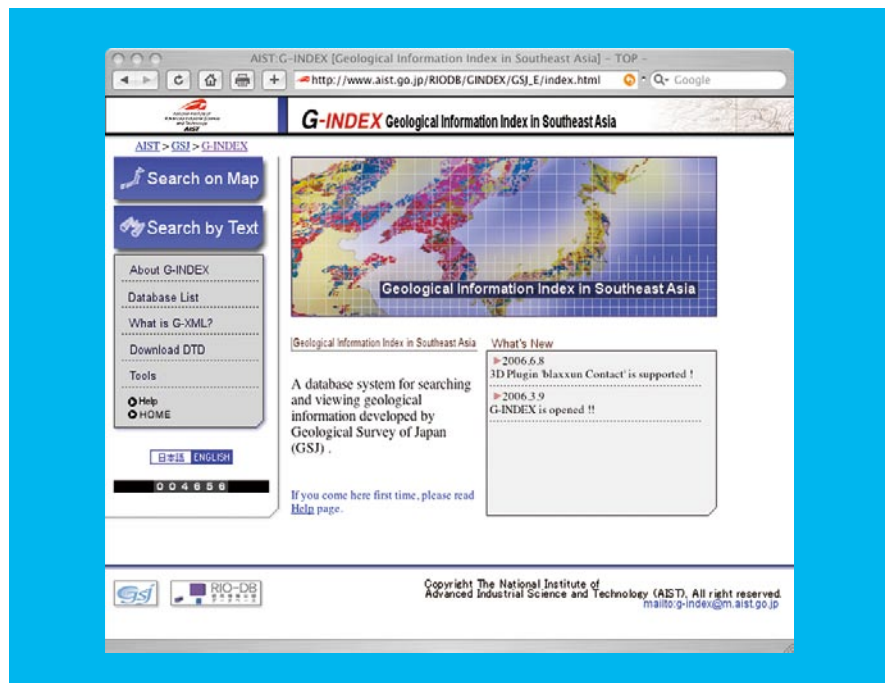 AIST:G-INDEX [Geological Information Index in Southeast Asia] - TOP -
http://www.aist.go.jp/RIODB/GINDEX/GSJ_E/index.html
Google
AIST
G-INDEX Geological Information Index in Southeast Asia
AIST > GSJ > G-INDEX
Search on Map
Search by Text
About G-INDEX
Database List
What is G-XML?
Download DTD
Tools
Help
HOME
日本語 ENGLISH
004656
Geological Information Index in Southeast Asia
Geological Information Index in Southeast Asia
A database system for searching
and viewing geological
information developed by
Geological Survey of Japan
(GSJ) .
If you come here first time, please read
Help page.
What's New
2006.6.8
3D Plugin 'blaxxun Contact' is supported !
2006.3.9
G-INDEX is opened !!
GSJ
RIO-DB
Copyright The National Institute of
Advanced Industrial Science and Technology (AIST), All right reserved.
mailto:g-index@m.aist.go.jp